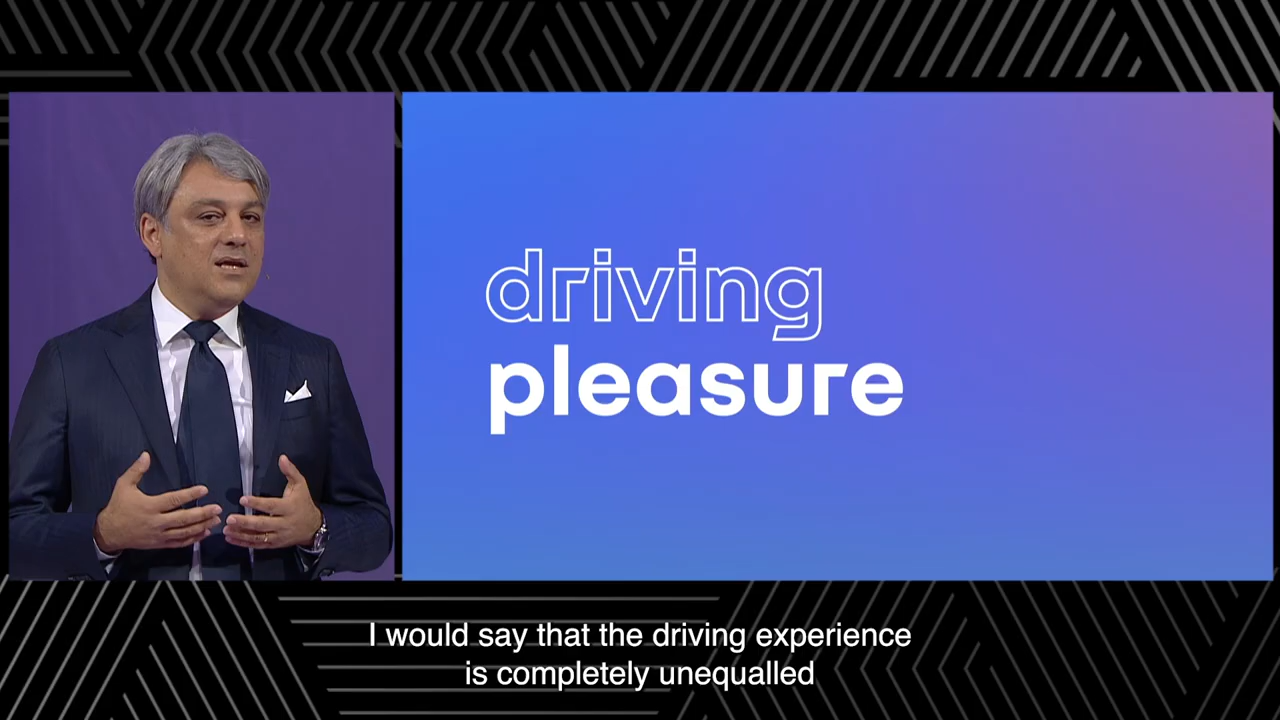 driving
pleasure
I would say that the driving experience
is completely unequalled